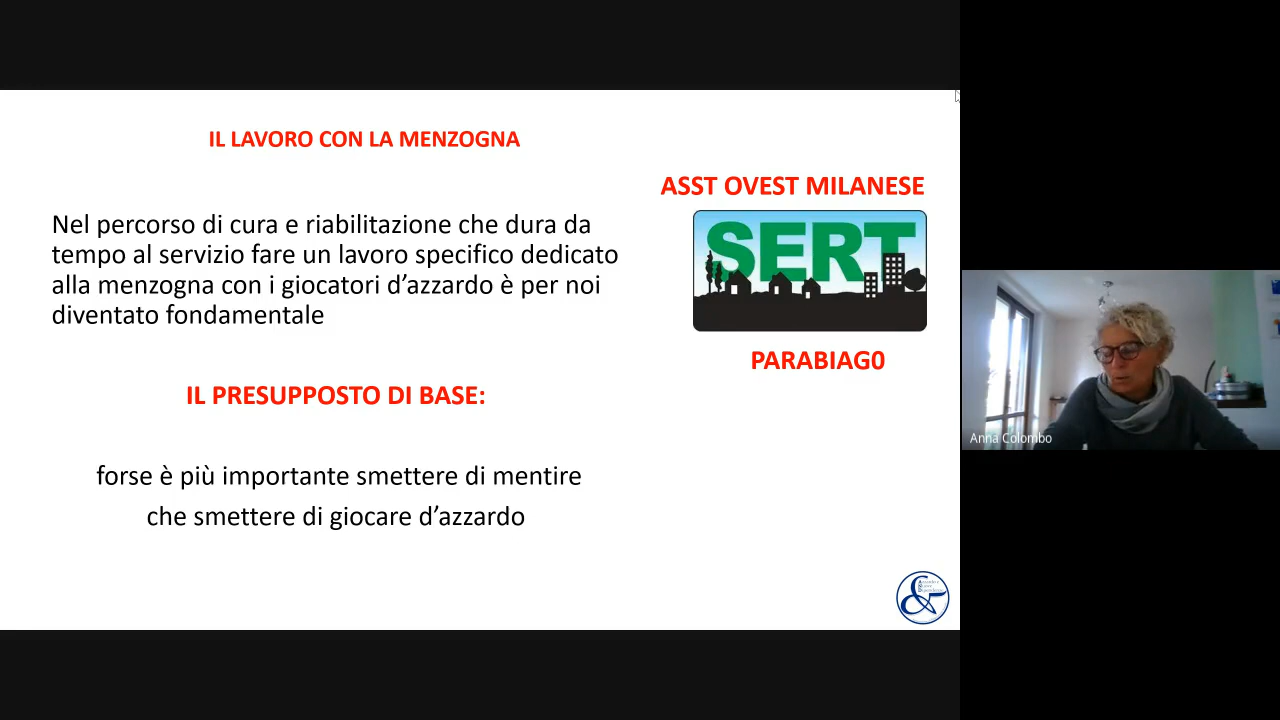 IL LAVORO CON LA MENZOGNA
ASST OVEST MILANESE
Nel percorso di cura e riabilitazione che dura da
tempo al servizio fare un lavoro specifico dedicato
alla menzogna con i giocatori d’azzardo è per noi
diventato fondamentale
SERT
PARABIAG0
IL PRESUPPOSTO DI BASE:
forse è più importante smettere di mentire
che smettere di giocare d’azzardo
Anna Colombo